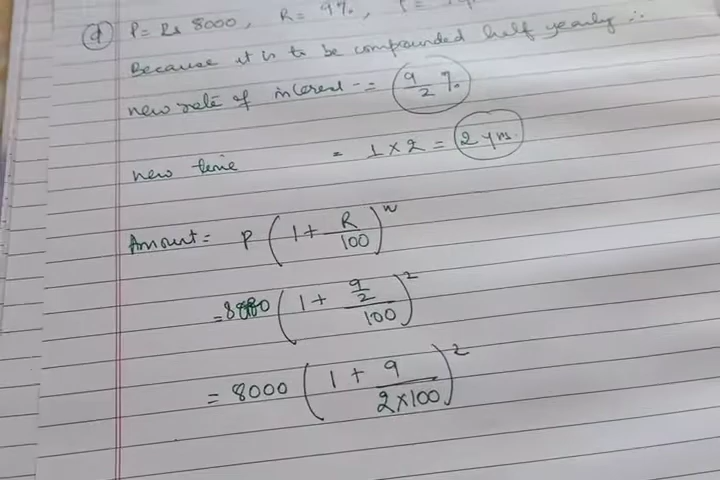 (d) P = Rs 8000, R = 9%,
Because it is to be compounded half yearly ∴
new rate of interest = (9/2 %)
new time = 1 × 2 = (2 yrs.)
Amount = P (1 + R/100)^n
= 8000 (1 + 9/2/100)^2
= 8000 (1 + 9/2×100)^2